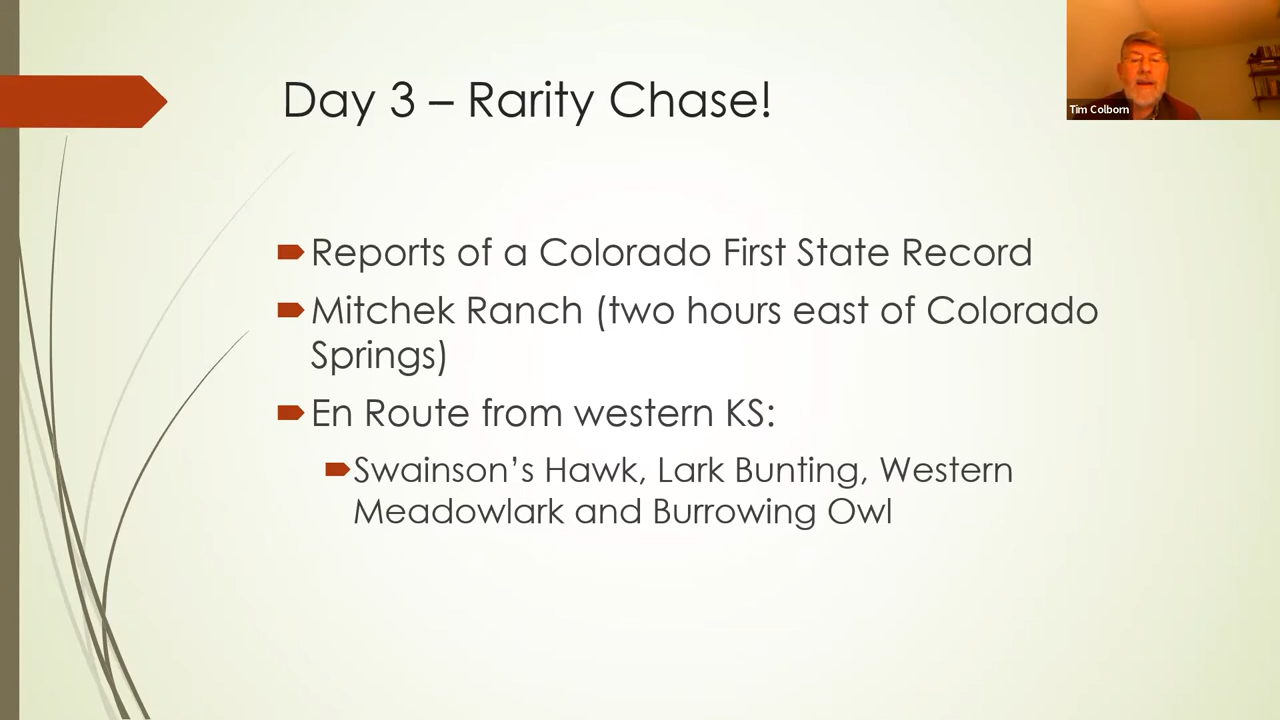 Day 3 – Rarity Chase!
Tim Colborn
Reports of a Colorado First State Record
Mitchek Ranch (two hours east of Colorado
Springs)
En Route from western KS:
Swainson’s Hawk, Lark Bunting, Western
Meadowlark and Burrowing Owl